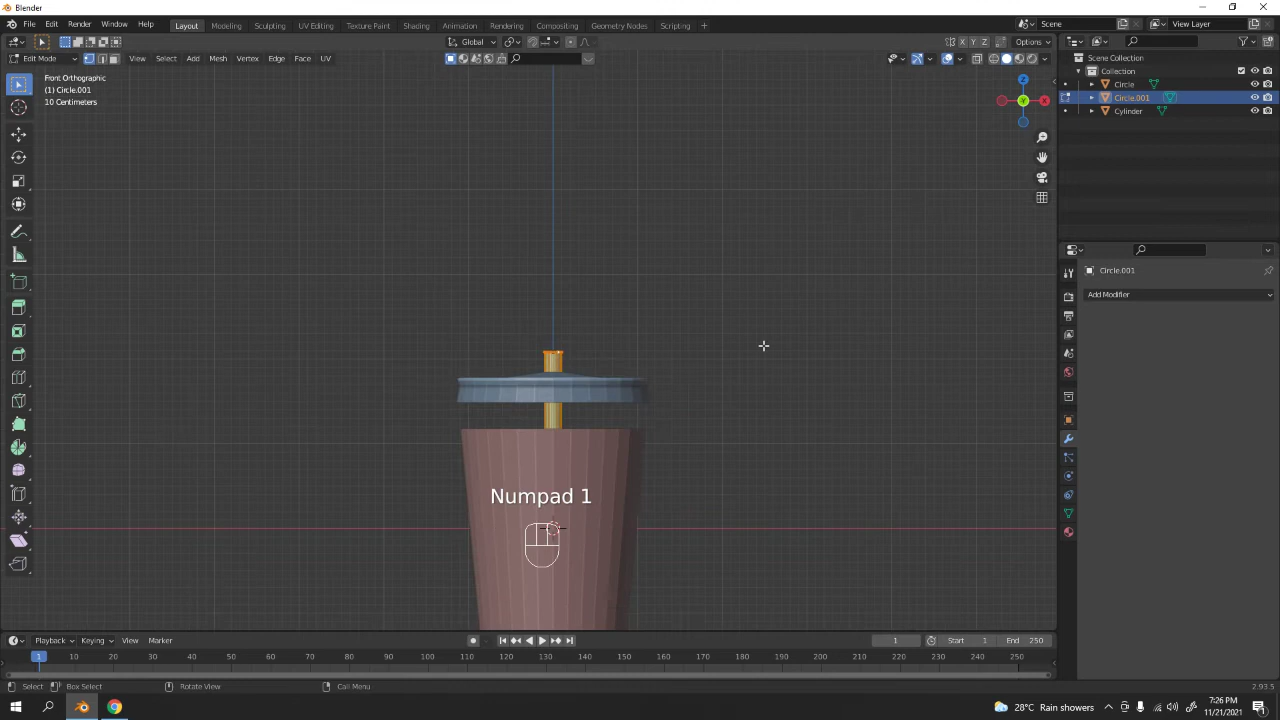 Blender
File Edit Render Window Help Layout Modeling Sculpting UV Editing Texture Paint Shading Animation Rendering Compositing Geometry Nodes Scripting + Scene View Layer
Global X Y Z Options
Edit Mode View Select Add Mesh Vertex Edge Face UV
Front Orthographic
(1) Circle.001
10 Centimeters
Z
Y
X
Scene Collection
Collection
Circle
Circle.001
Cylinder
Circle.001
Add Modifier
Numpad 1
Playback Keying View Marker 1 Start 1 End 250
1 10 20 30 40 50 60 70 80 90 100 110 120 130 140 150 160 170 180 190 200 210 220 230 240 250
Select Box Select Rotate View Call Menu 2.93.5
28°C Rain showers 7:26 PM
11/21/2021